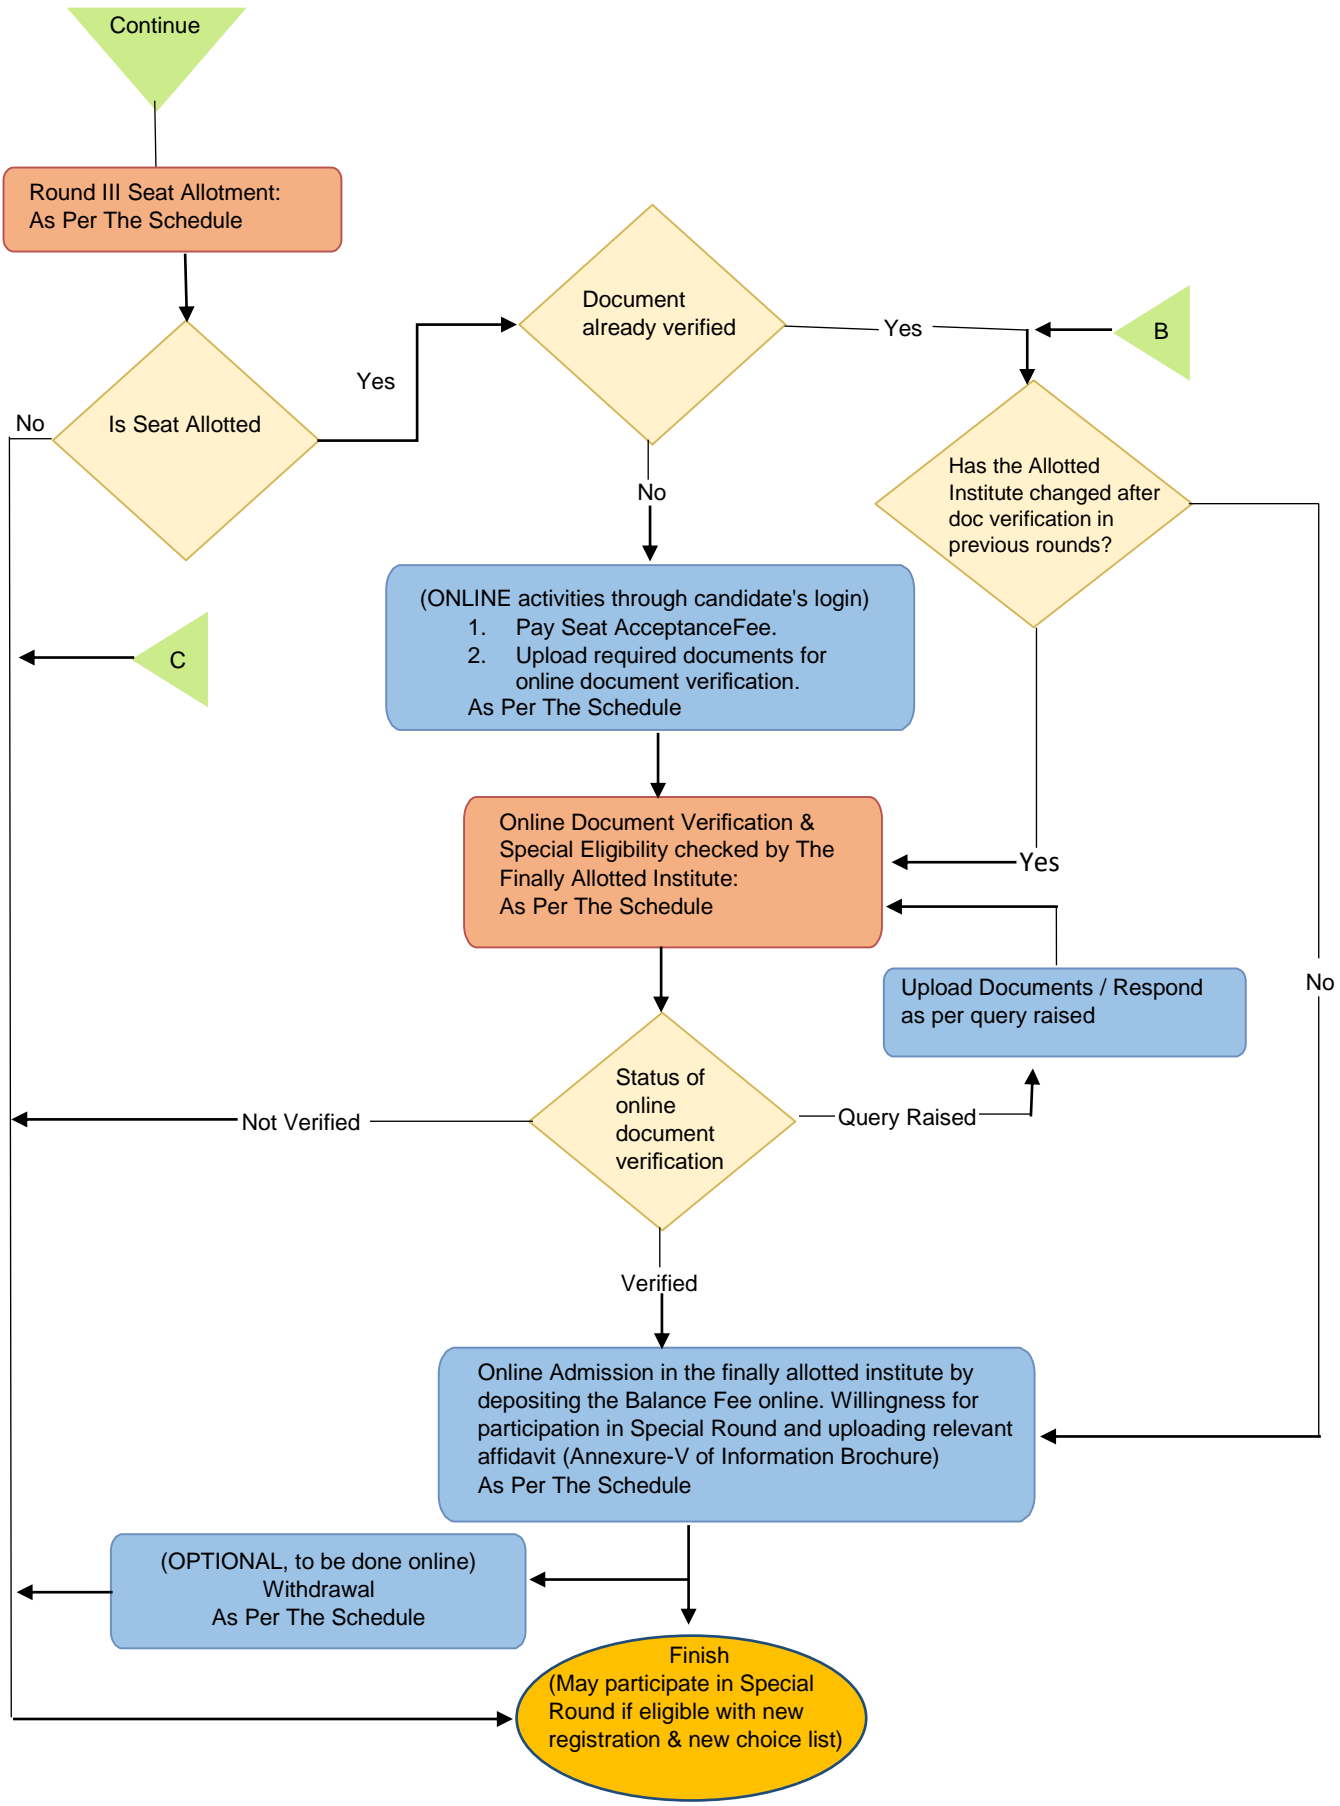 Continue
Round III Seat Allotment:
As Per The Schedule
Document
already verified
Yes
B
Yes
No
Is Seat Allotted
Has the Allotted
Institute changed after
doc verification in
previous rounds?
No
(ONLINE activities through candidate's login)
1. Pay Seat AcceptanceFee.
2. Upload required documents for
online document verification.
As Per The Schedule
C
Online Document Verification &
Special Eligibility checked by The
Finally Allotted Institute:
As Per The Schedule
Yes
Upload Documents / Respond
as per query raised
No
Status of
online
document
verification
Not Verified
Query Raised
Verified
Online Admission in the finally allotted institute by
depositing the Balance Fee online. Willingness for
participation in Special Round and uploading relevant
affidavit (Annexure-V of Information Brochure)
As Per The Schedule
(OPTIONAL, to be done online)
Withdrawal
As Per The Schedule
Finish
(May participate in Special
Round if eligible with new
registration & new choice list)